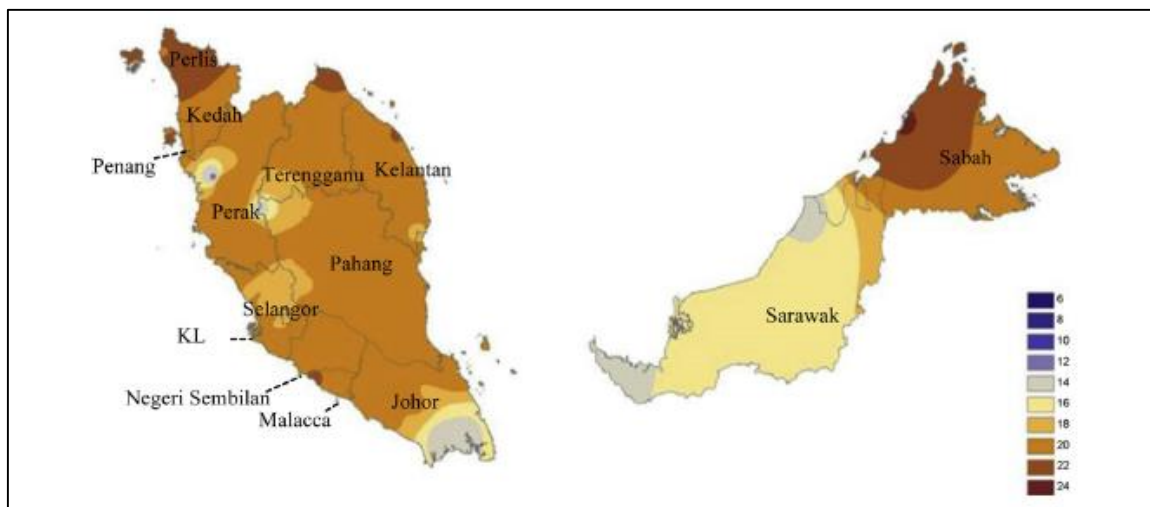 Perlis
Kedah
Penang
Terengganu
Kelantan
Perak
Pahang
Selangor
KL
Negeri Sembilan
Malacca
Johor
Sabah
Sarawak
6
8
10
12
14
16
18
20
22
24